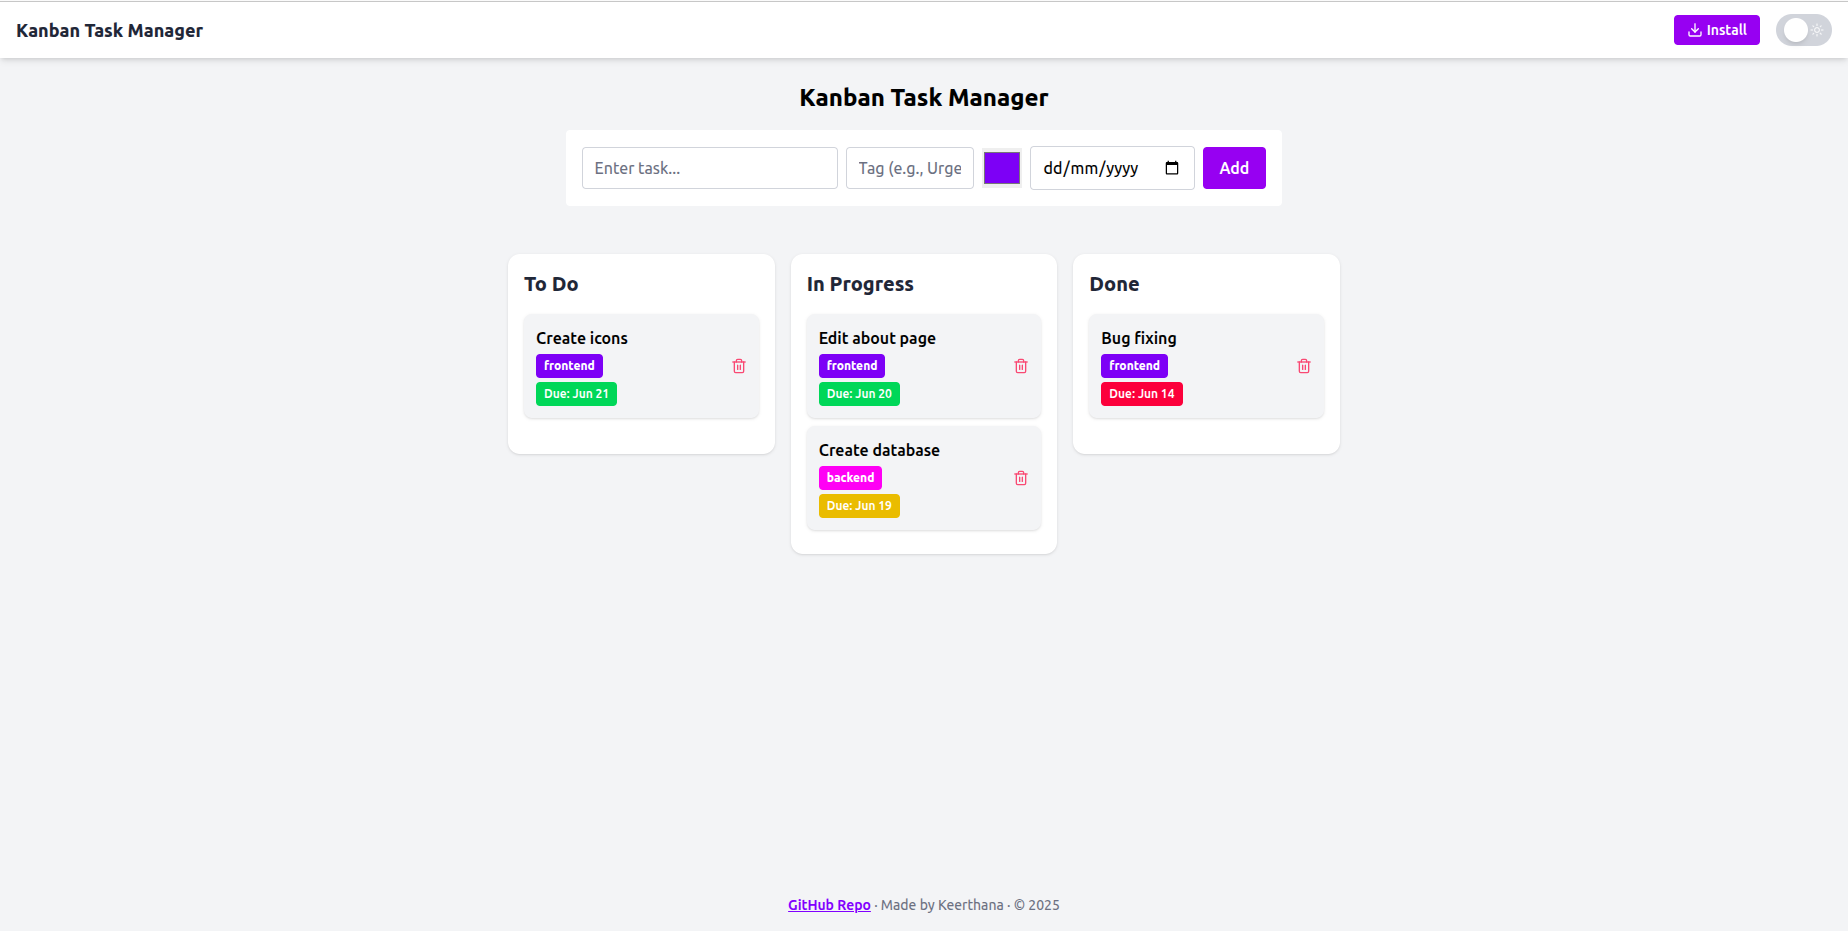 Kanban Task Manager
Install
Kanban Task Manager
Enter task...
Tag (e.g., Urge
dd/mm/yyyy
Add
To Do
Create icons
frontend
Due: Jun 21
In Progress
Edit about page
frontend
Due: Jun 20
Create database
backend
Due: Jun 19
Done
Bug fixing
frontend
Due: Jun 14
GitHub Repo · Made by Keerthana · © 2025